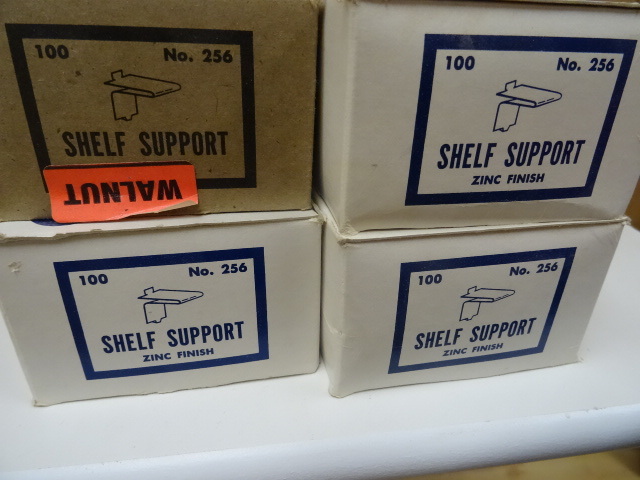 100 No. 256
SHELF SUPPORT
WALNUT
100 No. 256
SHELF SUPPORT
ZINC FINISH
100 No. 256
SHELF SUPPORT
ZINC FINISH
100 No. 256
SHELF SUPPORT
ZINC FINISH